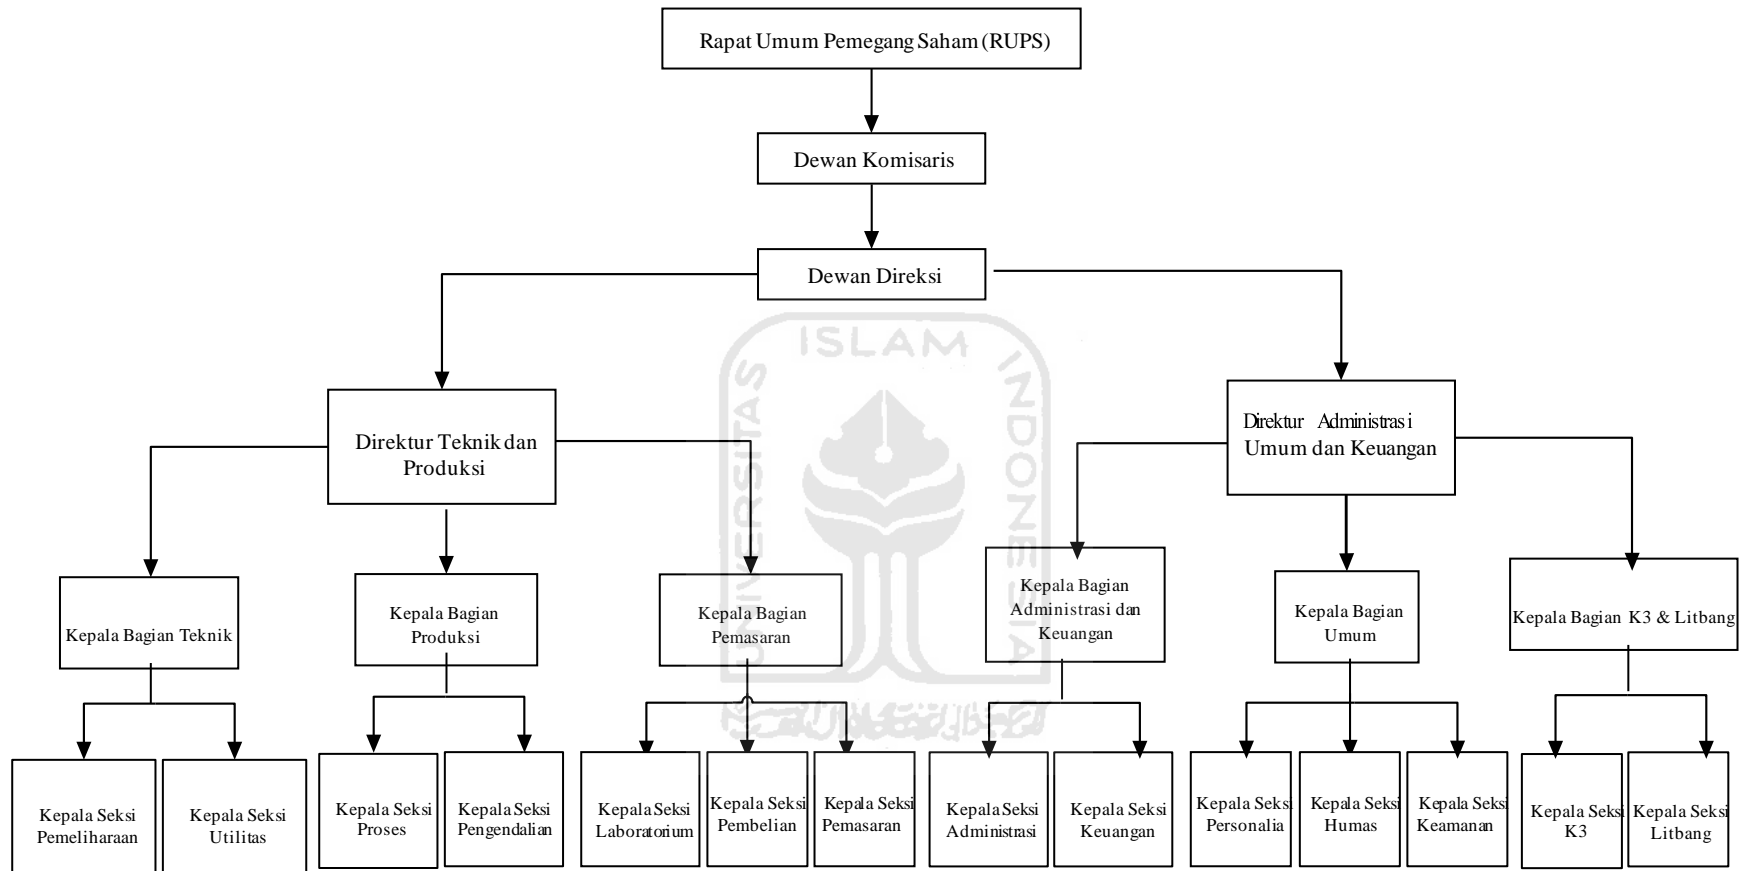 Rapat Umum Pemegang Saham (RUPS)
Dewan Komisaris
Dewan Direksi
UNIVERSITAS
ISLAM
INDONESIA
Direktur Teknik dan
Produksi
Direktur Administrasi
Umum dan Keuangan
Kepala Bagian Teknik
Kepala Bagian
Produksi
Kepala Bagian
Pemasaran
Kepala Bagian
Administrasi dan
Keuangan
Kepala Bagian
Umum
Kepala Bagian K3 & Litbang
Kepala Seksi
Pemeliharaan
Kepala Seksi
Utilitas
Kepala Seksi
Proses
Kepala Seksi
Pengendalian
Kepala Seksi
Laboratorium
Kepala Seksi
Pembelian
Kepala Seksi
Pemasaran
Kepala Seksi
Administrasi
Kepala Seksi
Keuangan
Kepala Seksi
Personalia
Kepala Seksi
Humas
Kepala Seksi
Keamanan
Kepala Seksi
K3
Kepala Seksi
Litbang